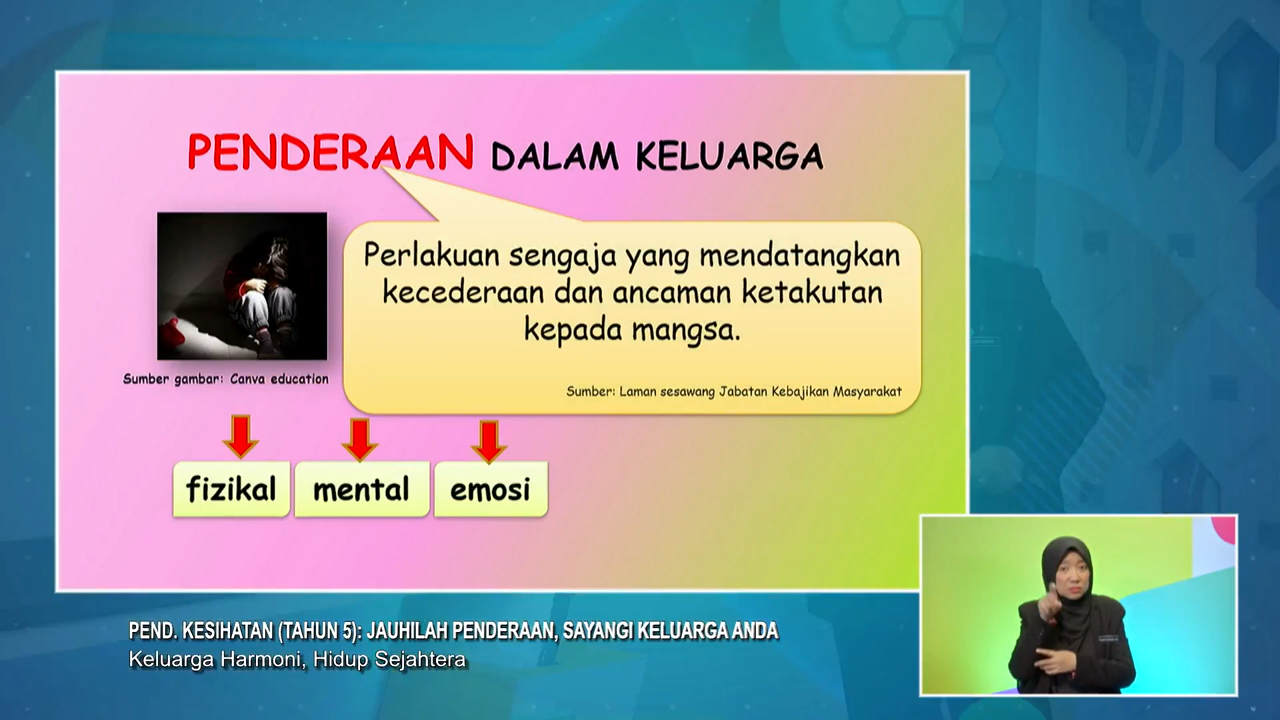 PENDERAAN DALAM KELUARGA
Perlakuan sengaja yang mendatangkan
kecederaan dan ancaman ketakutan
kepada mangsa.
Sumber: Laman sesawang Jabatan Kebajikan Masyarakat
Sumber gambar: Canva education
fizikal mental emosi
PEND. KESIHATAN (TAHUN 5): JAUHILAH PENDERAAN, SAYANGI KELUARGA ANDA
Keluarga Harmoni, Hidup Sejahtera